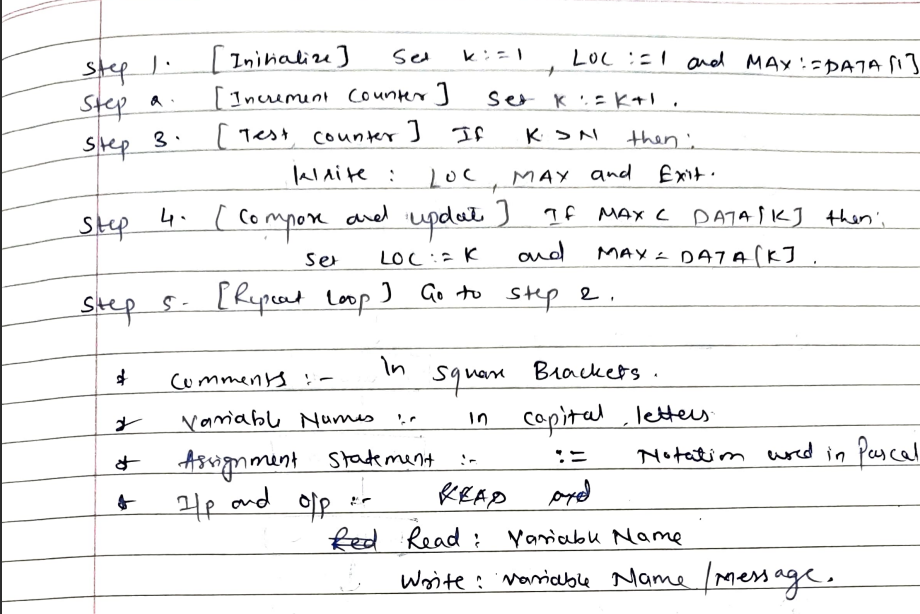 Step 1. [Initialize] Set K:=1, LOC :=1 and MAX:=DATA[1]
Step 2. [Increment Counter] Set K:=K+1.
Step 3. [Test Counter] If K>N then:
Write : LOC, MAX and Exit.
Step 4. [Compare and update] If MAX < DATA[K] then:
Set LOC:=K and MAX=DATA[K].
Step 5. [Repeat loop] Go to step 2.
* Comments :- In Square Brackets.
* Variable Names :- in capital letters
* Assignment Statement :- := Notation used in Pascal
* I/p and o/p :- READ and
Red Read : Variable Name
Write : variable Name / message.